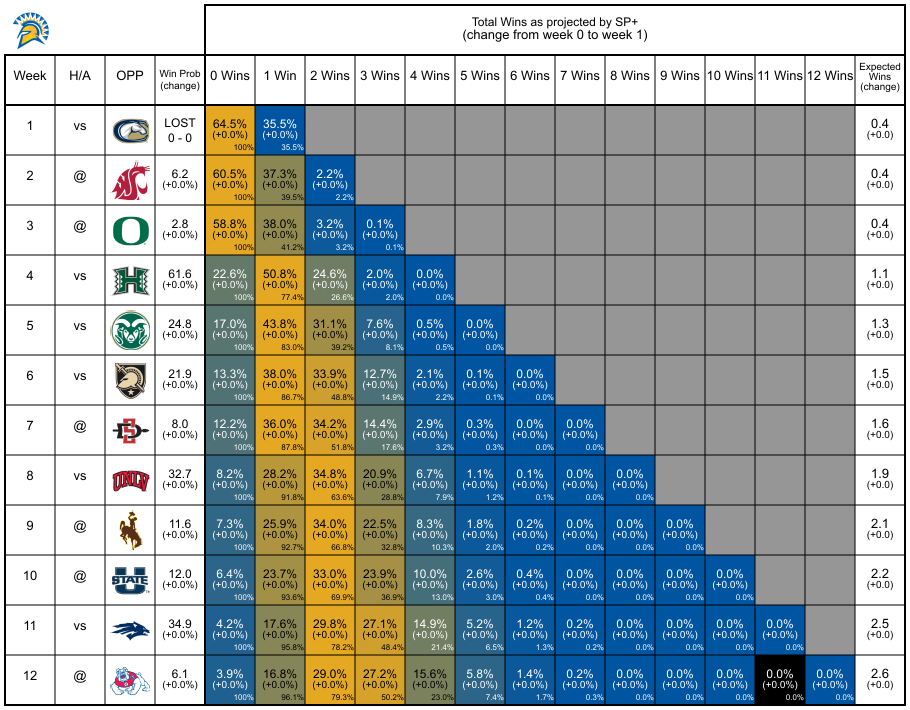 Total Wins as projected by SP+
(change from week 0 to week 1)
Week H/A OPP Win Prob (change) 0 Wins 1 Win 2 Wins 3 Wins 4 Wins 5 Wins 6 Wins 7 Wins 8 Wins 9 Wins 10 Wins 11 Wins 12 Wins Expected Wins (change)
1 vs C LOST 64.5% 35.5% 0.4
0 - 0 (+0.0%) (+0.0%) (+0.0)
100% 35.5%
2 @ 6.2 60.5% 37.3% 2.2% 0.4
(+0.0%) (+0.0%) (+0.0%) (+0.0%) (+0.0)
100% 39.5% 2.2%
3 @ O 2.8 58.8% 38.0% 3.2% 0.1% 0.4
(+0.0%) (+0.0%) (+0.0%) (+0.0%) (+0.0%) (+0.0)
100% 41.2% 3.2% 0.1%
4 vs H 61.6 22.6% 50.8% 24.6% 2.0% 0.0% 1.1
(+0.0%) (+0.0%) (+0.0%) (+0.0%) (+0.0%) (+0.0%) (+0.0)
100% 77.4% 26.6% 2.0% 0.0%
5 vs 24.8 17.0% 43.8% 31.1% 7.6% 0.5% 0.0% 1.3
(+0.0%) (+0.0%) (+0.0%) (+0.0%) (+0.0%) (+0.0%) (+0.0%) (+0.0)
100% 83.0% 39.2% 8.1% 0.5% 0.0%
6 vs 21.9 13.3% 38.0% 33.9% 12.7% 2.1% 0.1% 0.0% 1.5
(+0.0%) (+0.0%) (+0.0%) (+0.0%) (+0.0%) (+0.0%) (+0.0%) (+0.0%) (+0.0)
100% 86.7% 48.8% 14.9% 2.2% 0.1% 0.0%
7 @ SD 8.0 12.2% 36.0% 34.2% 14.4% 2.9% 0.3% 0.0% 0.0% 1.6
(+0.0%) (+0.0%) (+0.0%) (+0.0%) (+0.0%) (+0.0%) (+0.0%) (+0.0%) (+0.0%) (+0.0)
100% 87.8% 51.8% 17.6% 3.2% 0.3% 0.0% 0.0%
8 vs UNLV 32.7 8.2% 28.2% 34.8% 20.9% 6.7% 1.1% 0.1% 0.0% 0.0% 1.9
(+0.0%) (+0.0%) (+0.0%) (+0.0%) (+0.0%) (+0.0%) (+0.0%) (+0.0%) (+0.0%) (+0.0%) (+0.0)
100% 91.8% 63.6% 28.8% 7.9% 1.2% 0.1% 0.0% 0.0%
9 @ 11.6 7.3% 25.9% 34.0% 22.5% 8.3% 1.8% 0.2% 0.0% 0.0% 0.0% 2.1
(+0.0%) (+0.0%) (+0.0%) (+0.0%) (+0.0%) (+0.0%) (+0.0%) (+0.0%) (+0.0%) (+0.0%) (+0.0%) (+0.0)
100% 92.7% 66.8% 32.8% 10.3% 2.0% 0.2% 0.0% 0.0% 0.0%
10 @ U STATE 12.0 6.4% 23.7% 33.0% 23.9% 10.0% 2.6% 0.4% 0.0% 0.0% 0.0% 0.0% 2.2
(+0.0%) (+0.0%) (+0.0%) (+0.0%) (+0.0%) (+0.0%) (+0.0%) (+0.0%) (+0.0%) (+0.0%) (+0.0%) (+0.0%) (+0.0)
100% 93.6% 69.9% 36.9% 13.0% 3.0% 0.4% 0.0% 0.0% 0.0% 0.0%
11 vs 34.9 4.2% 17.6% 29.8% 27.1% 14.9% 5.2% 1.2% 0.2% 0.0% 0.0% 0.0% 0.0% 2.5
(+0.0%) (+0.0%) (+0.0%) (+0.0%) (+0.0%) (+0.0%) (+0.0%) (+0.0%) (+0.0%) (+0.0%) (+0.0%) (+0.0%) (+0.0%) (+0.0)
100% 95.8% 78.2% 48.4% 21.4% 6.5% 1.3% 0.2% 0.0% 0.0% 0.0% 0.0%
12 @ 6.1 3.9% 16.8% 29.0% 27.2% 15.6% 5.8% 1.4% 0.2% 0.0% 0.0% 0.0% 0.0% 0.0% 2.6
(+0.0%) (+0.0%) (+0.0%) (+0.0%) (+0.0%) (+0.0%) (+0.0%) (+0.0%) (+0.0%) (+0.0%) (+0.0%) (+0.0%) (+0.0%) (+0.0%) (+0.0)
100% 96.1% 79.3% 50.2% 23.0% 7.4% 1.7% 0.3% 0.0% 0.0% 0.0% 0.0% 0.0%